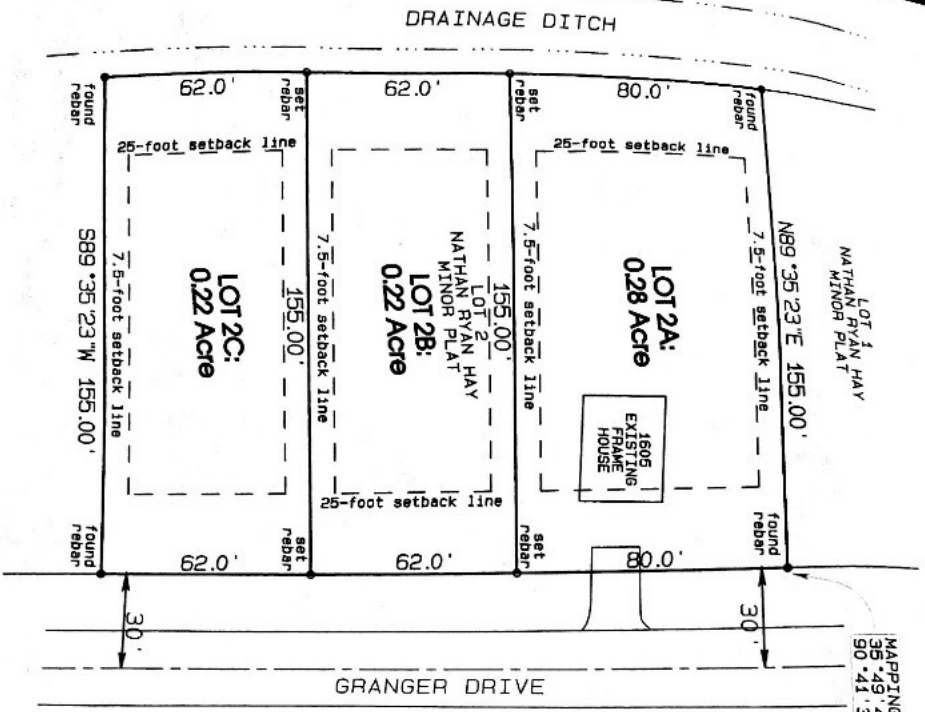 DRAINAGE DITCH
62.0'
62.0'
80.0'
found
rebar
set
rebar
set
rebar
found
rebar
25-foot setback line
25-foot setback line
S89°35'23"W 155.00'
7.5-foot setback line
LOT 2C:
0.22 Acre
155.00'
7.5-foot setback line
LOT 2B:
0.22 Acre
LOT 2
NATHAN RYAN HAY
MINOR PLAT
155.00'
7.5-foot setback line
LOT 2A:
0.28 Acre
7.5-foot setback line
N89°35'23"E 155.00'
LOT 1
NATHAN RYAN HAY
MINOR PLAT
1605
EXISTING
FRAME
HOUSE
25-foot setback line
found
rebar
set
rebar
set
rebar
found
rebar
62.0'
62.0'
80.0'
30'
30'
GRANGER DRIVE
MAPPING
35°49'
90°41'